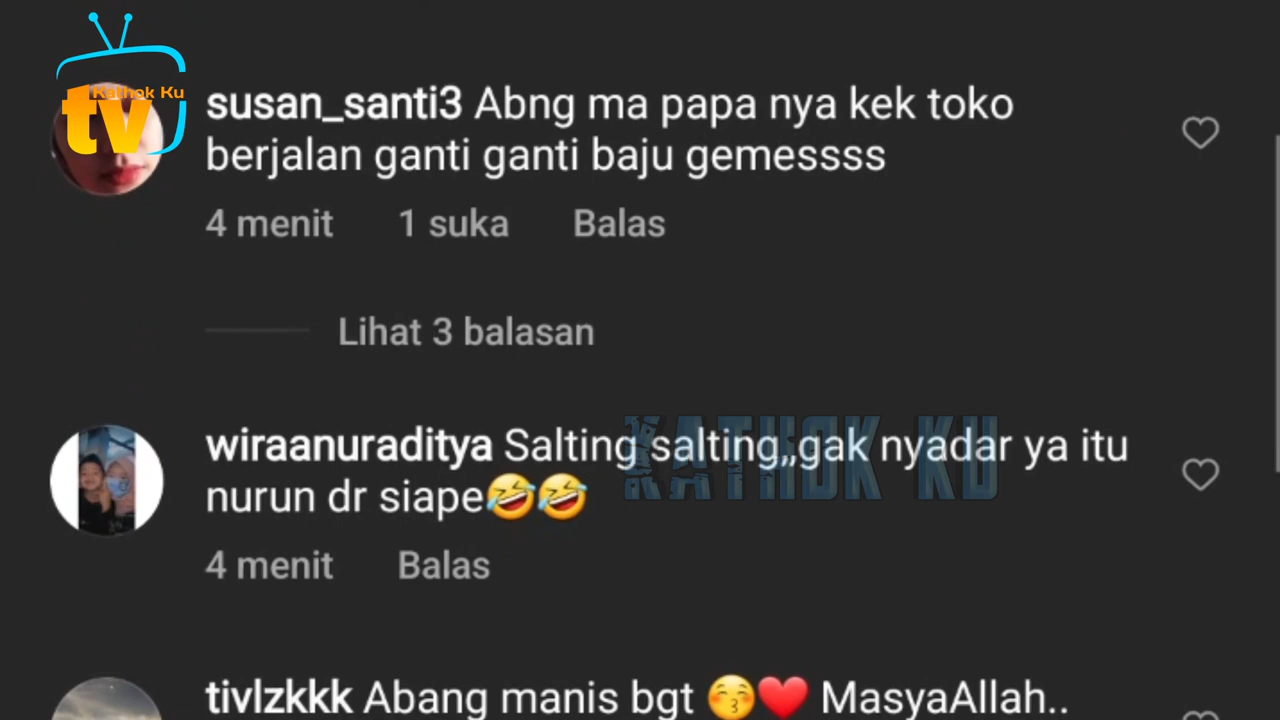 Kathok Ku
tv
susan_santi3 Abng ma papa nya kek toko
berjalan ganti ganti baju gemessss
4 menit 1 suka Balas
Lihat 3 balasan
KATHOK KU
wiraanuraditya Salting salting,,gak nyadar ya itu
nurun dr siape🤣🤣
4 menit Balas
tivlzkkk Abang manis bgt 😚❤️ MasyaAllah..